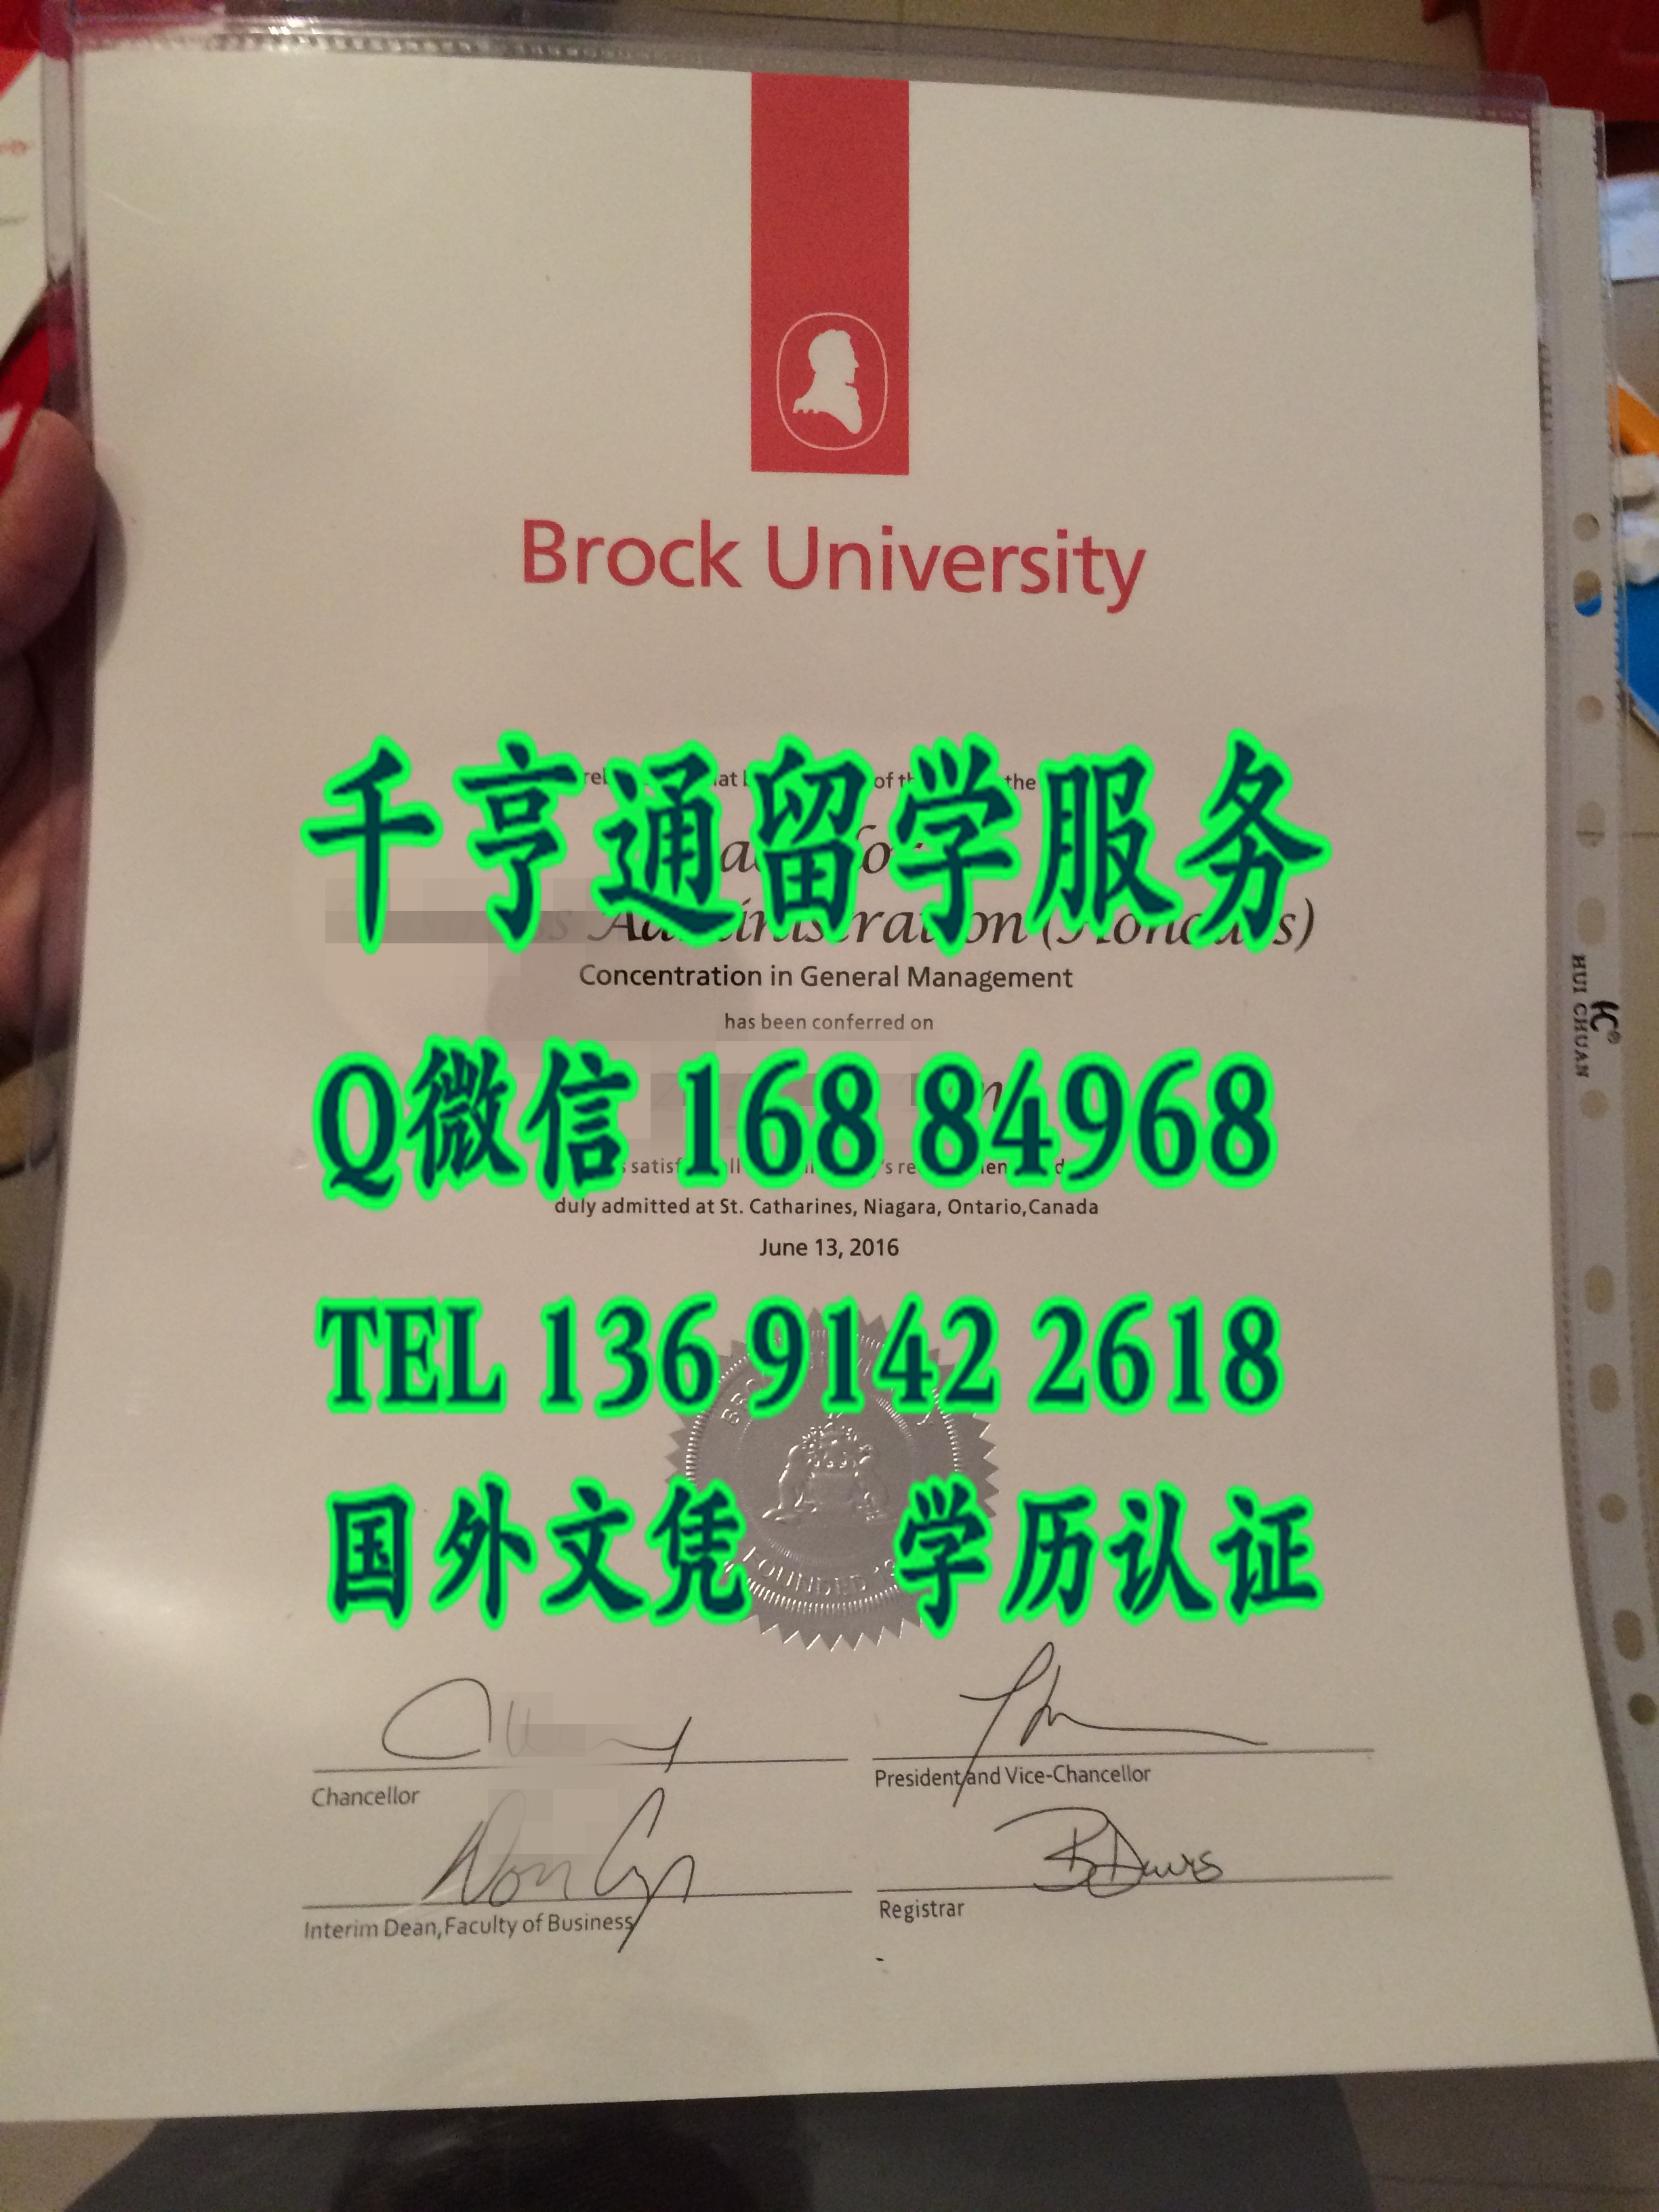 Brock University
千亨通留学服务
Administration (Honours)
Concentration in General Management
has been conferred on
Q微信 168 84968
duly admitted at St. Catharines, Niagara, Ontario,Canada
June 13, 2016
TEL 136 9142 2618
国外文凭 学历认证
FOUNDED
Chancellor
President and Vice-Chancellor
Interim Dean,Faculty of Business
Registrar
HUI CHUAN